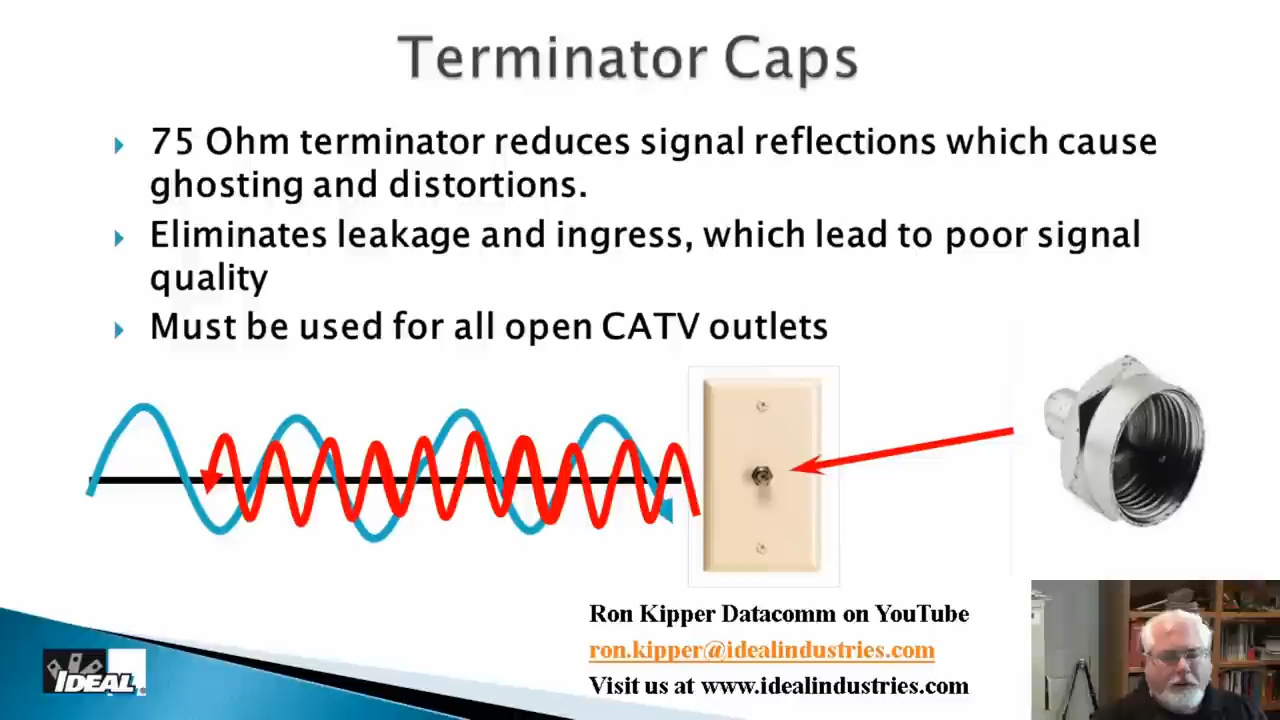 Terminator Caps
75 Ohm terminator reduces signal reflections which cause
ghosting and distortions.
Eliminates leakage and ingress, which lead to poor signal
quality
Must be used for all open CATV outlets
Ron Kipper Datacomm on YouTube
ron.kipper@idealindustries.com
Visit us at www.idealindustries.com
IDEAL